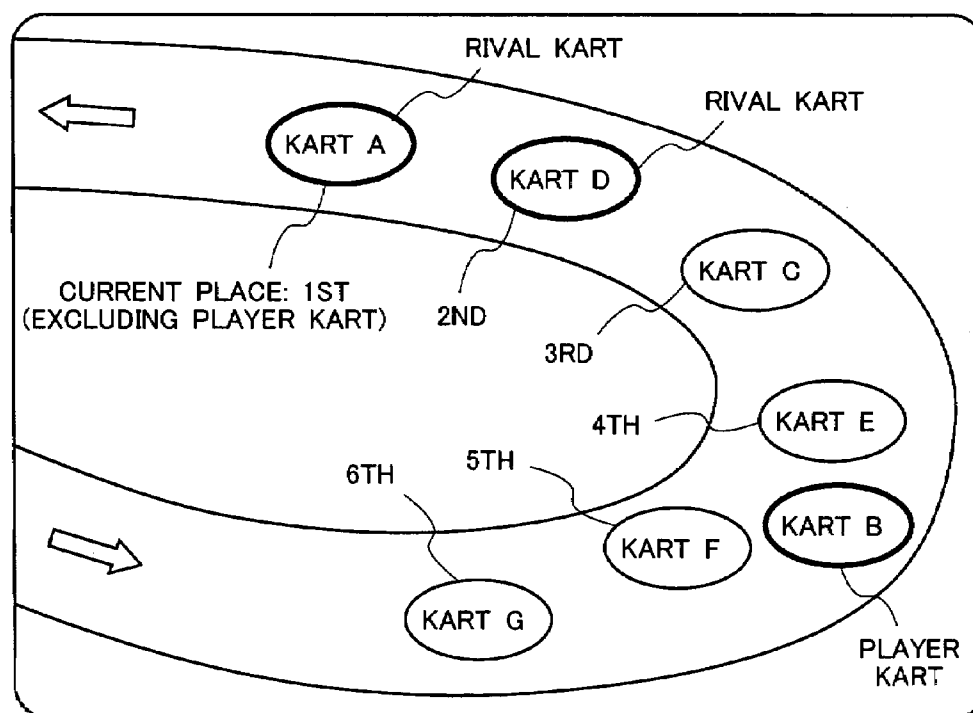 RIVAL KART
RIVAL KART
KART A
KART D
KART C
CURRENT PLACE: 1ST
(EXCLUDING PLAYER KART)
2ND
3RD
4TH
KART E
5TH
6TH
KART B
KART F
KART G
PLAYER
KART